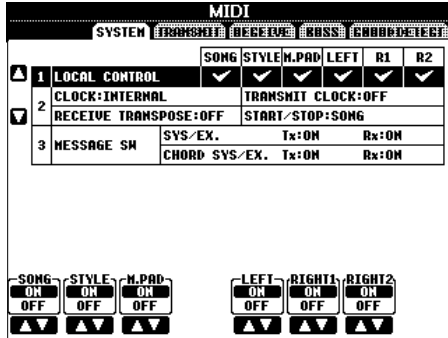 MIDI
SYSTEM TRANSMIT RECEIVE BASS CHORD DETECT
SONG STYLE M.PAD LEFT R1 R2
1 LOCAL CONTROL
2 CLOCK:INTERNAL TRANSMIT CLOCK:OFF
RECEIVE TRANSPOSE:OFF START/STOP:SONG
3 MESSAGE SW SYS/EX. Tx:ON Rx:ON
CHORD SYS/EX. Tx:ON Rx:ON
SONG STYLE M.PAD LEFT RIGHT1 RIGHT2
ON ON ON ON ON ON
OFF OFF OFF OFF OFF OFF